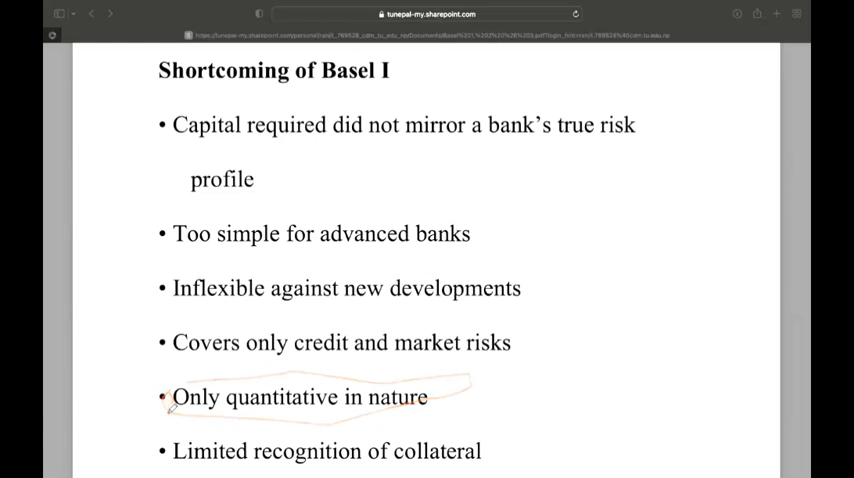 tunepal-my.sharepoint.com
Shortcoming of Basel I
• Capital required did not mirror a bank's true risk
profile
• Too simple for advanced banks
• Inflexible against new developments
• Covers only credit and market risks
• Only quantitative in nature
• Limited recognition of collateral